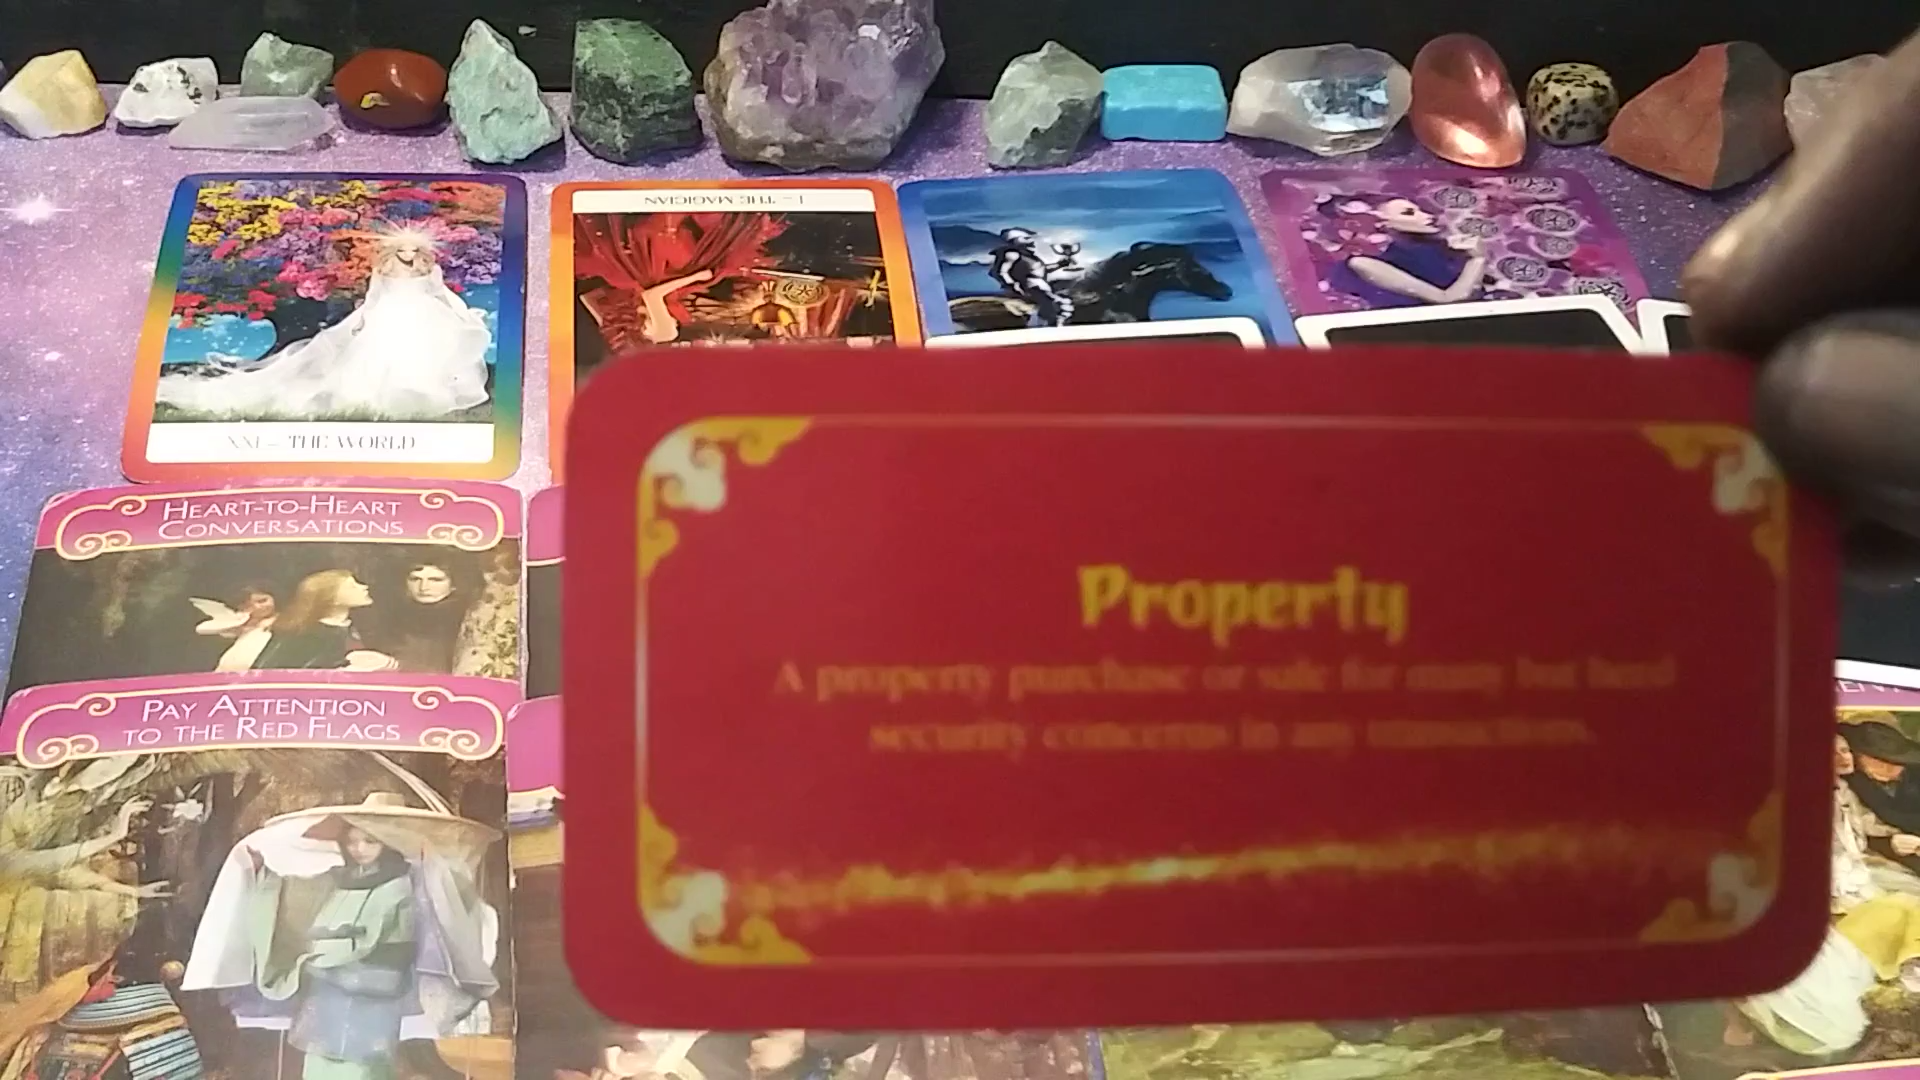 I – THE MAGICIAN
XXI – THE WORLD
HEART-TO-HEART
CONVERSATIONS
PAY ATTENTION
TO THE RED FLAGS
Property
A property purchase or sale for many but heed
security concerns in any transactions.